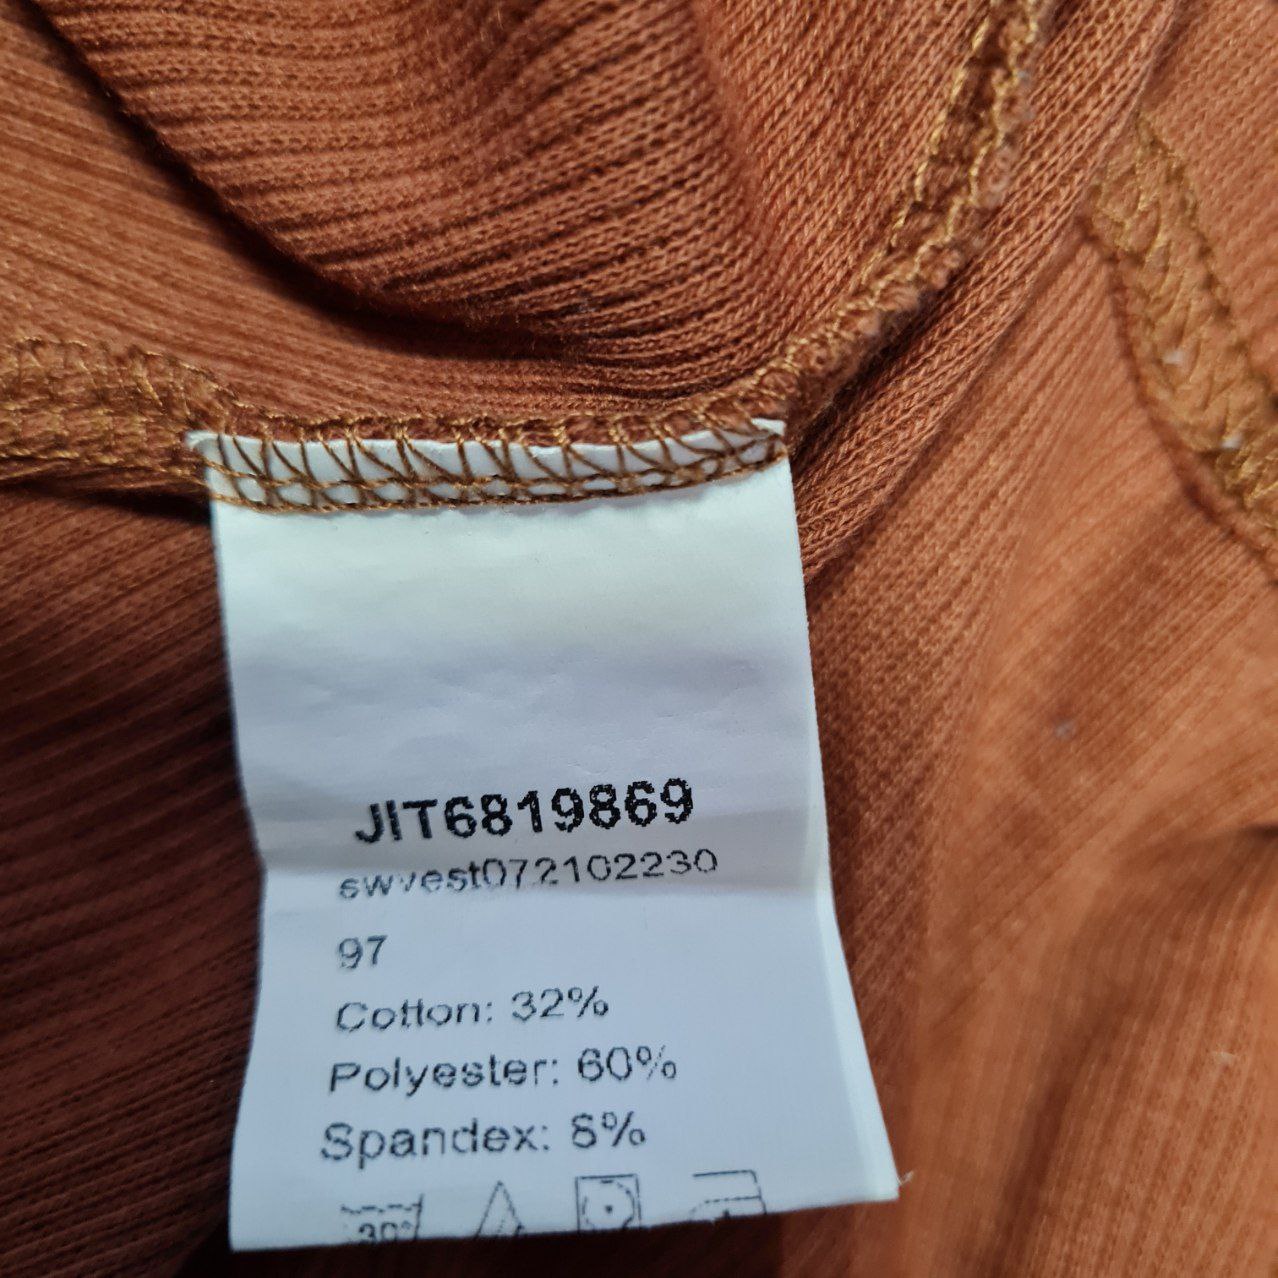 JIT6819869
swvest072102230
97
Cotton: 32%
Polyester: 60%
Spandex: 8%
30°